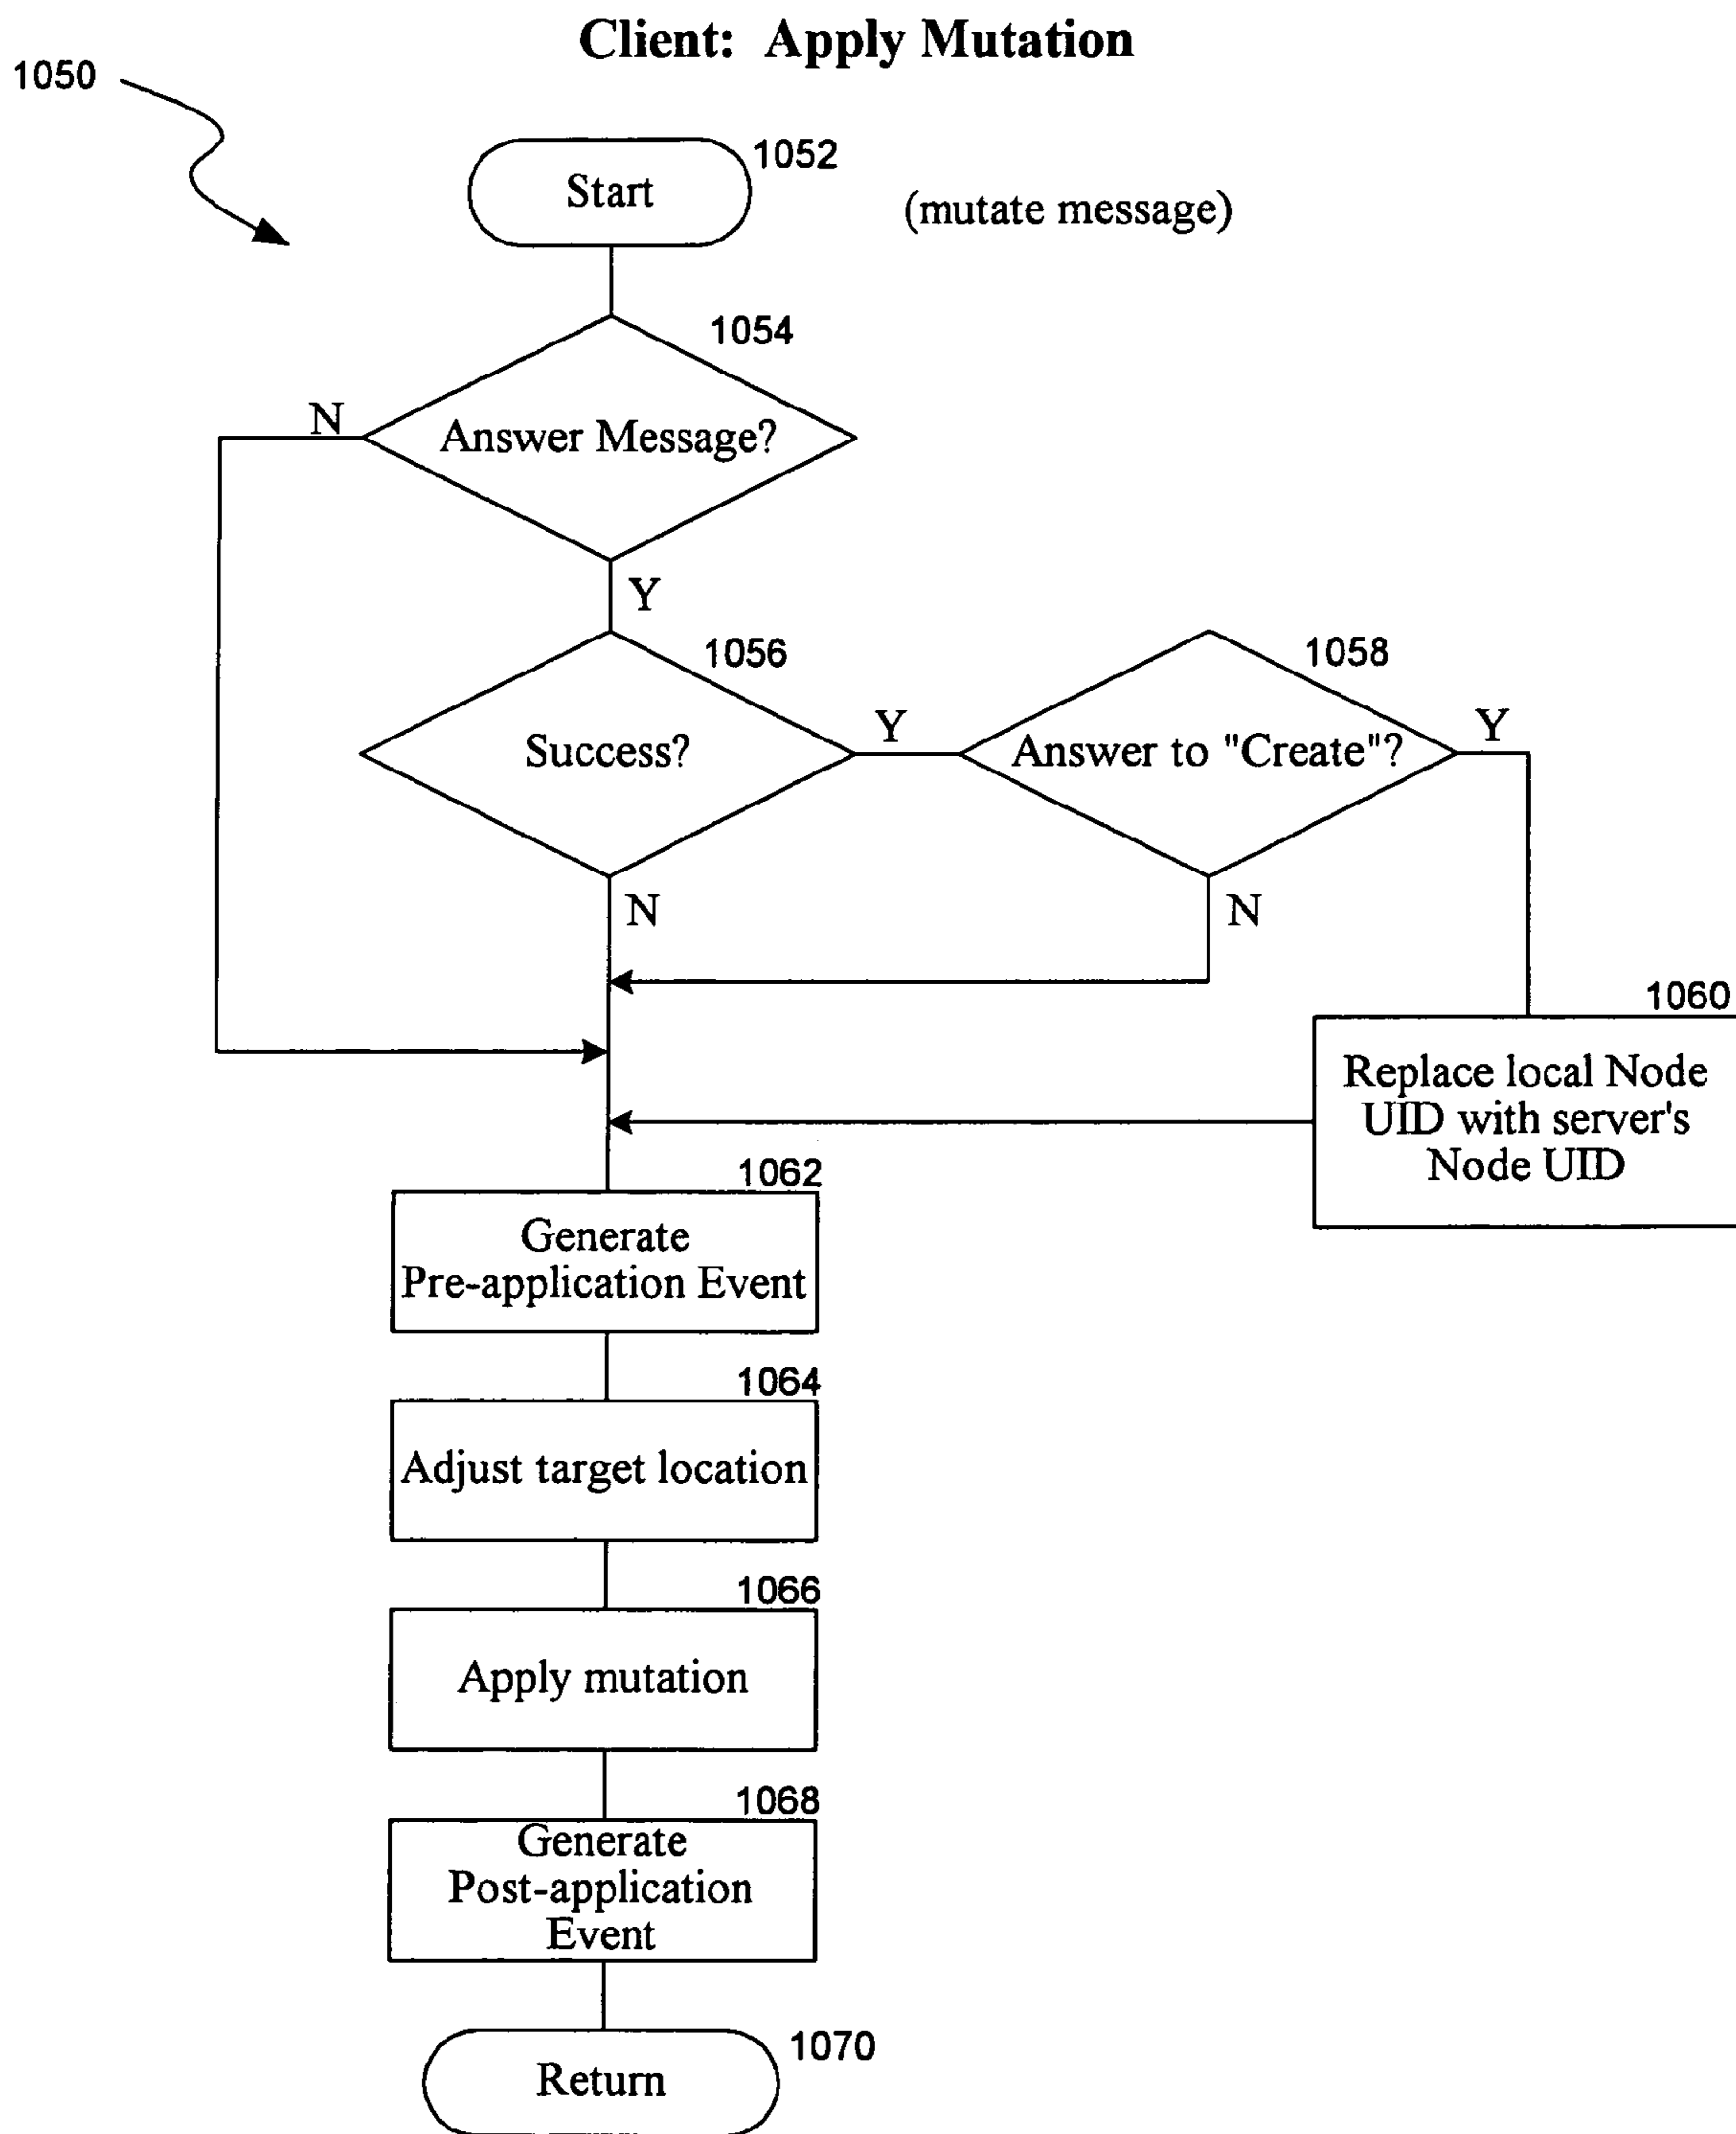 Client: Apply Mutation
1050
Start
1052
(mutate message)
1054
N
Answer Message?
Y
1056
1058
Success?
Y
Answer to "Create"?
Y
N
N
1060
Replace local Node
UID with server's
Node UID
1062
Generate
Pre-application Event
1064
Adjust target location
1066
Apply mutation
1068
Generate
Post-application
Event
1070
Return